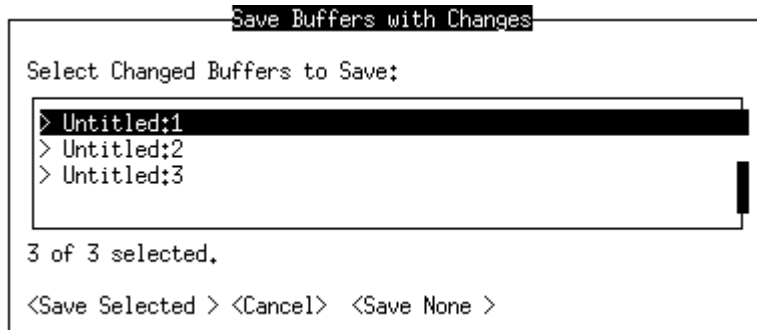 Save Buffers with Changes
Select Changed Buffers to Save:
> Untitled:1
> Untitled:2
> Untitled:3
3 of 3 selected.
<Save Selected > <Cancel> <Save None >